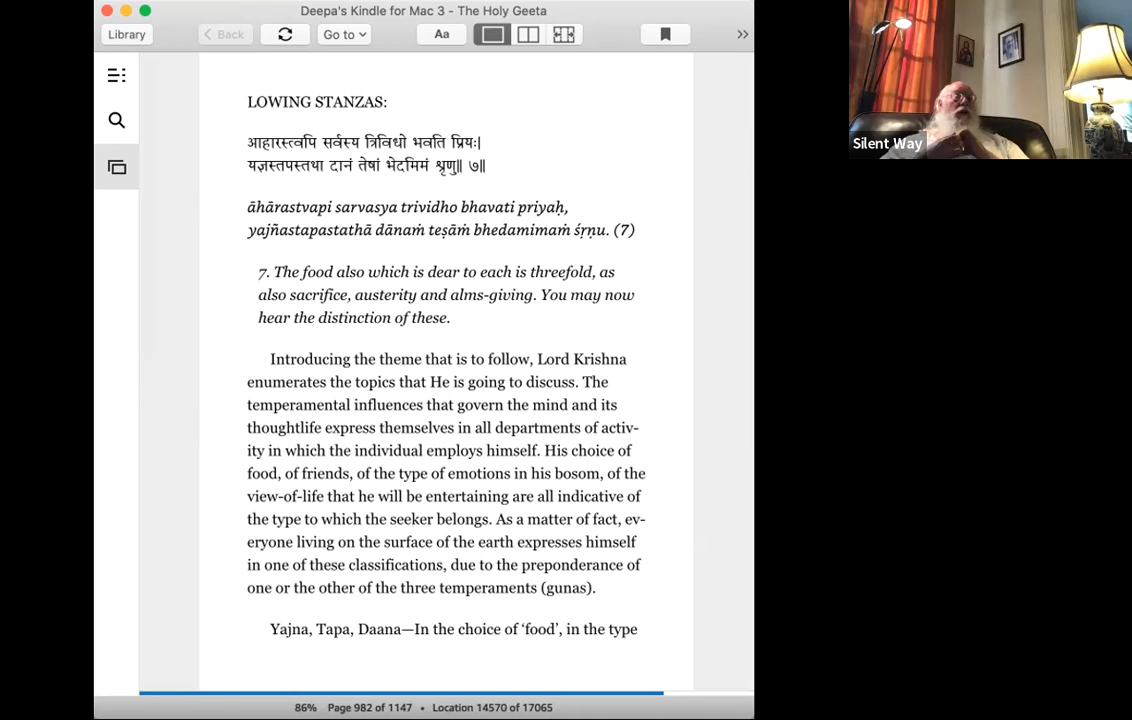 Deepa's Kindle for Mac 3 - The Holy Geeta
Library
Back
Go to
Aa
LOWING STANZAS:
आहारस्त्वपि सर्वस्य त्रिविधो भवति प्रियः|
यज्ञस्तपस्तथा दानं तेषां भेदमिमं श्रृणु॥ ७॥
āhārastvapi sarvasya trividho bhavati priyaḥ,
yajñastapastathā dānaṁ teṣāṁ bhedamimaṁ śṛṇu. (7)
7. The food also which is dear to each is threefold, as
also sacrifice, austerity and alms-giving. You may now
hear the distinction of these.
Introducing the theme that is to follow, Lord Krishna
enumerates the topics that He is going to discuss. The
temperamental influences that govern the mind and its
thoughtlife express themselves in all departments of activ-
ity in which the individual employs himself. His choice of
food, of friends, of the type of emotions in his bosom, of the
view-of-life that he will be entertaining are all indicative of
the type to which the seeker belongs. As a matter of fact, ev-
eryone living on the surface of the earth expresses himself
in one of these classifications, due to the preponderance of
one or the other of the three temperaments (gunas).
Yajna, Tapa, Daana—In the choice of ‘food’, in the type
86% Page 982 of 1147 • Location 14570 of 17065
Silent Way